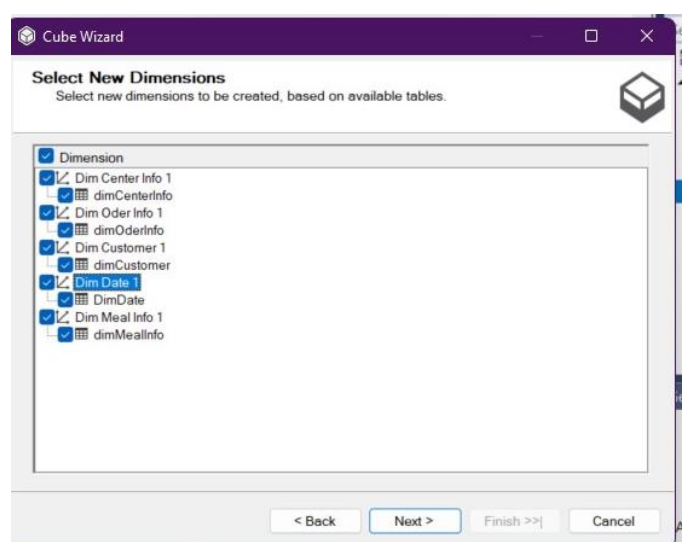 Cube Wizard
Select New Dimensions
Select new dimensions to be created, based on available tables.
Dimension
Dim Center Info 1
dimCenterInfo
Dim Oder Info 1
dimOderInfo
Dim Customer 1
dimCustomer
Dim Date 1
DimDate
Dim Meal Info 1
dimMealInfo
< Back Next > Finish >>| Cancel